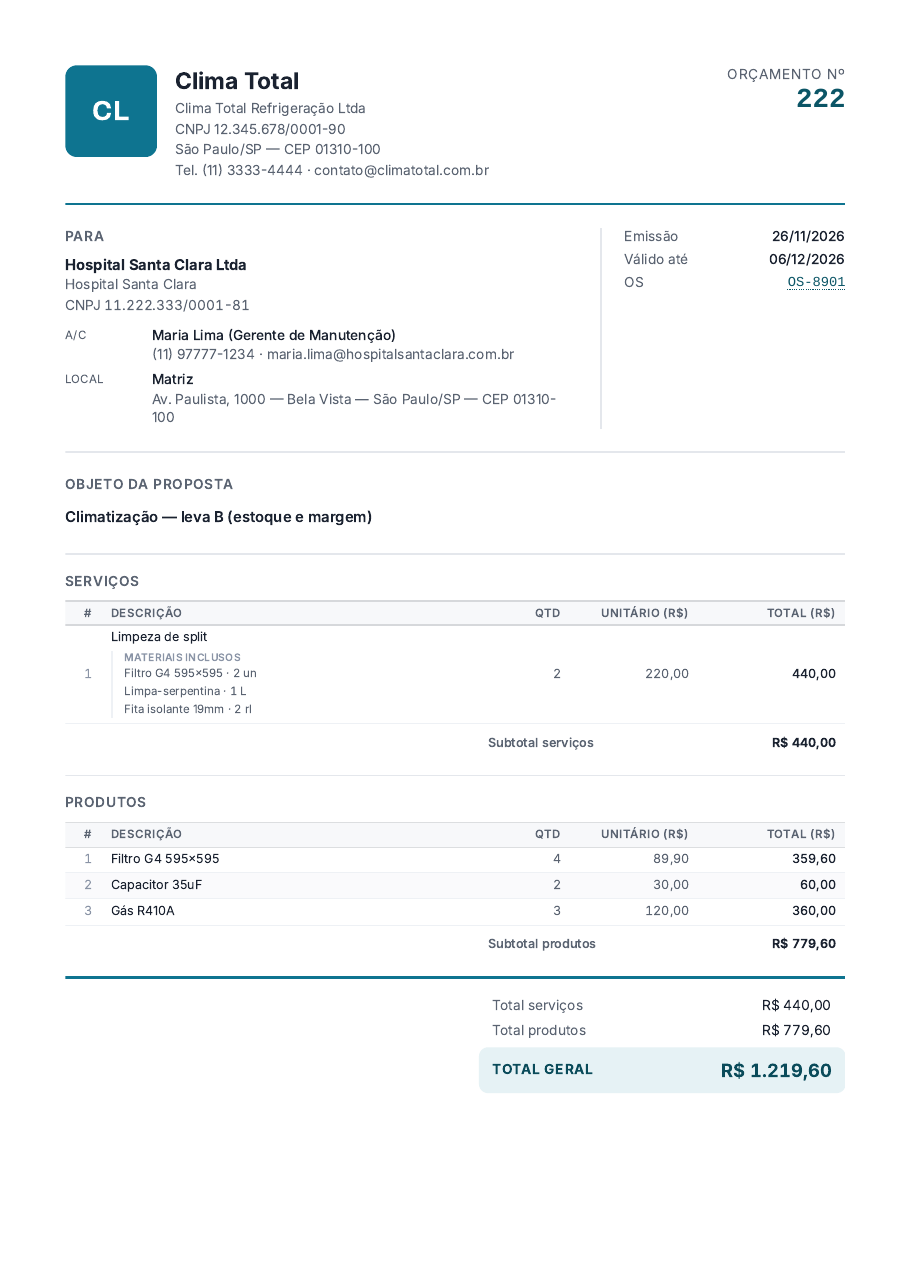 CL
Clima Total
Clima Total Refrigeração Ltda
CNPJ 12.345.678/0001-90
São Paulo/SP — CEP 01310-100
Tel. (11) 3333-4444 · contato@climatotal.com.br
ORÇAMENTO Nº
222
PARA
Hospital Santa Clara Ltda
Hospital Santa Clara
CNPJ 11.222.333/0001-81
A/C Maria Lima (Gerente de Manutenção)
(11) 97777-1234 · maria.lima@hospitalsantaclara.com.br
LOCAL Matriz
Av. Paulista, 1000 — Bela Vista — São Paulo/SP — CEP 01310-
100
Emissão 26/11/2026
Válido até 06/12/2026
OS OS-8901
OBJETO DA PROPOSTA
Climatização — leva B (estoque e margem)
SERVIÇOS
# DESCRIÇÃO QTD UNITÁRIO (R$) TOTAL (R$)
Limpeza de split
MATERIAIS INCLUSOS
1 Filtro G4 595×595 · 2 un 2 220,00 440,00
Limpa-serpentina · 1 L
Fita isolante 19mm · 2 rl
Subtotal serviços R$ 440,00
PRODUTOS
# DESCRIÇÃO QTD UNITÁRIO (R$) TOTAL (R$)
1 Filtro G4 595×595 4 89,90 359,60
2 Capacitor 35uF 2 30,00 60,00
3 Gás R410A 3 120,00 360,00
Subtotal produtos R$ 779,60
Total serviços R$ 440,00
Total produtos R$ 779,60
TOTAL GERAL R$ 1.219,60